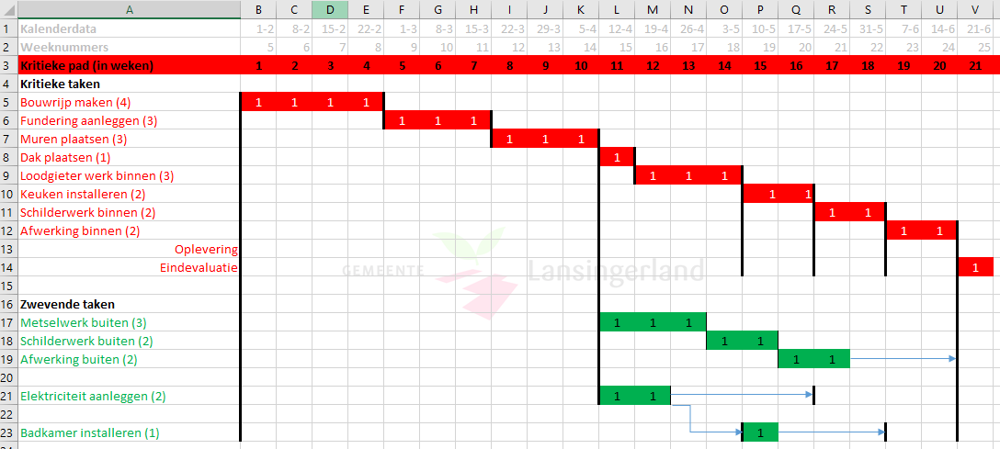 A B C D E F G H I J K L M N O P Q R S T U V
1 Kalenderdata 1-2 8-2 15-2 22-2 1-3 8-3 15-3 22-3 29-3 5-4 12-4 19-4 26-4 3-5 10-5 17-5 24-5 31-5 7-6 14-6 21-6
2 Weeknummers 5 6 7 8 9 10 11 12 13 14 15 16 17 18 19 20 21 22 23 24 25
3 Kritieke pad (in weken) 1 2 3 4 5 6 7 8 9 10 11 12 13 14 15 16 17 18 19 20 21
4 Kritieke taken
5 Bouwrijp maken (4) 1 1 1 1
6 Fundering aanleggen (3) 1 1 1
7 Muren plaatsen (3) 1 1 1
8 Dak plaatsen (1) 1
9 Loodgieter werk binnen (3) 1 1 1
10 Keuken installeren (2) 1 1
11 Schilderwerk binnen (2) 1 1
12 Afwerking binnen (2) 1 1
13 Oplevering
14 Eindevaluatie 1
GEMEENTE Lansingerland
15
16 Zwevende taken
17 Metselwerk buiten (3) 1 1 1
18 Schilderwerk buiten (2) 1 1
19 Afwerking buiten (2) 1 1
20
21 Elektriciteit aanleggen (2) 1 1
22
23 Badkamer installeren (1) 1